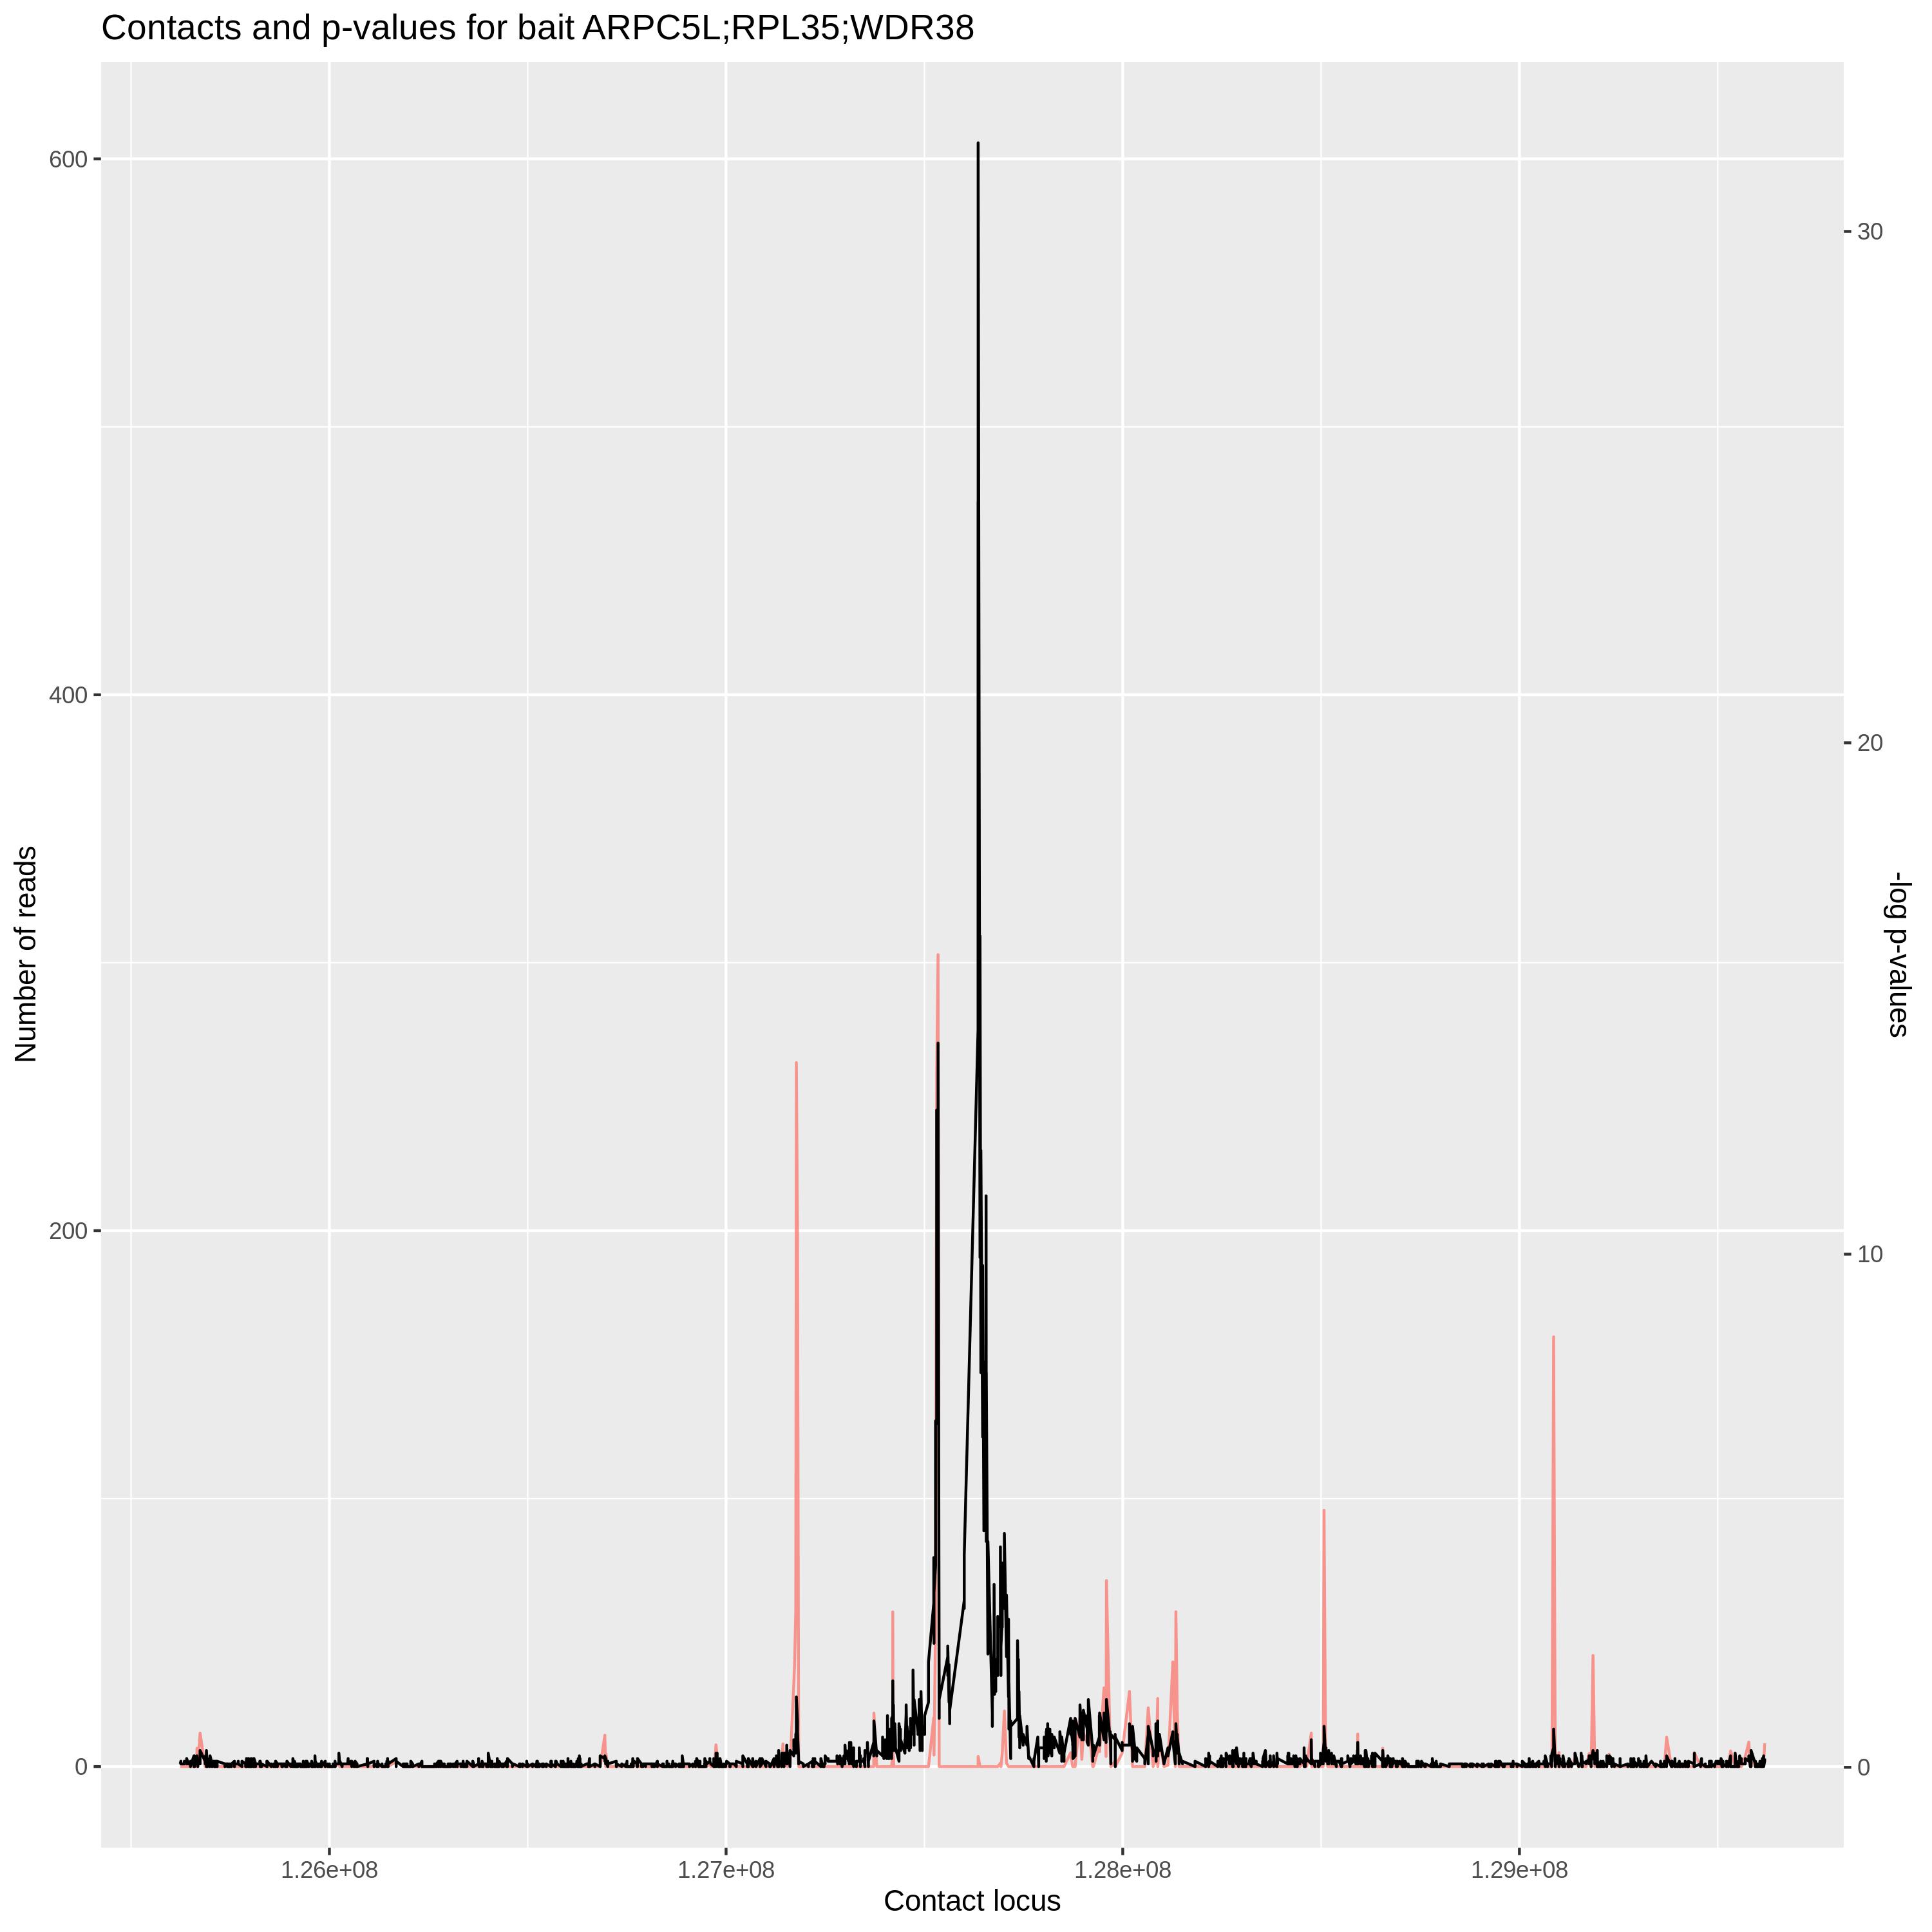 Contacts and p-values for bait ARPC5L;RPL35;WDR38
600
400
200
0
Number of reads
30
20
10
0
-log p-values
1.26e+08
1.27e+08
1.28e+08
1.29e+08
Contact locus